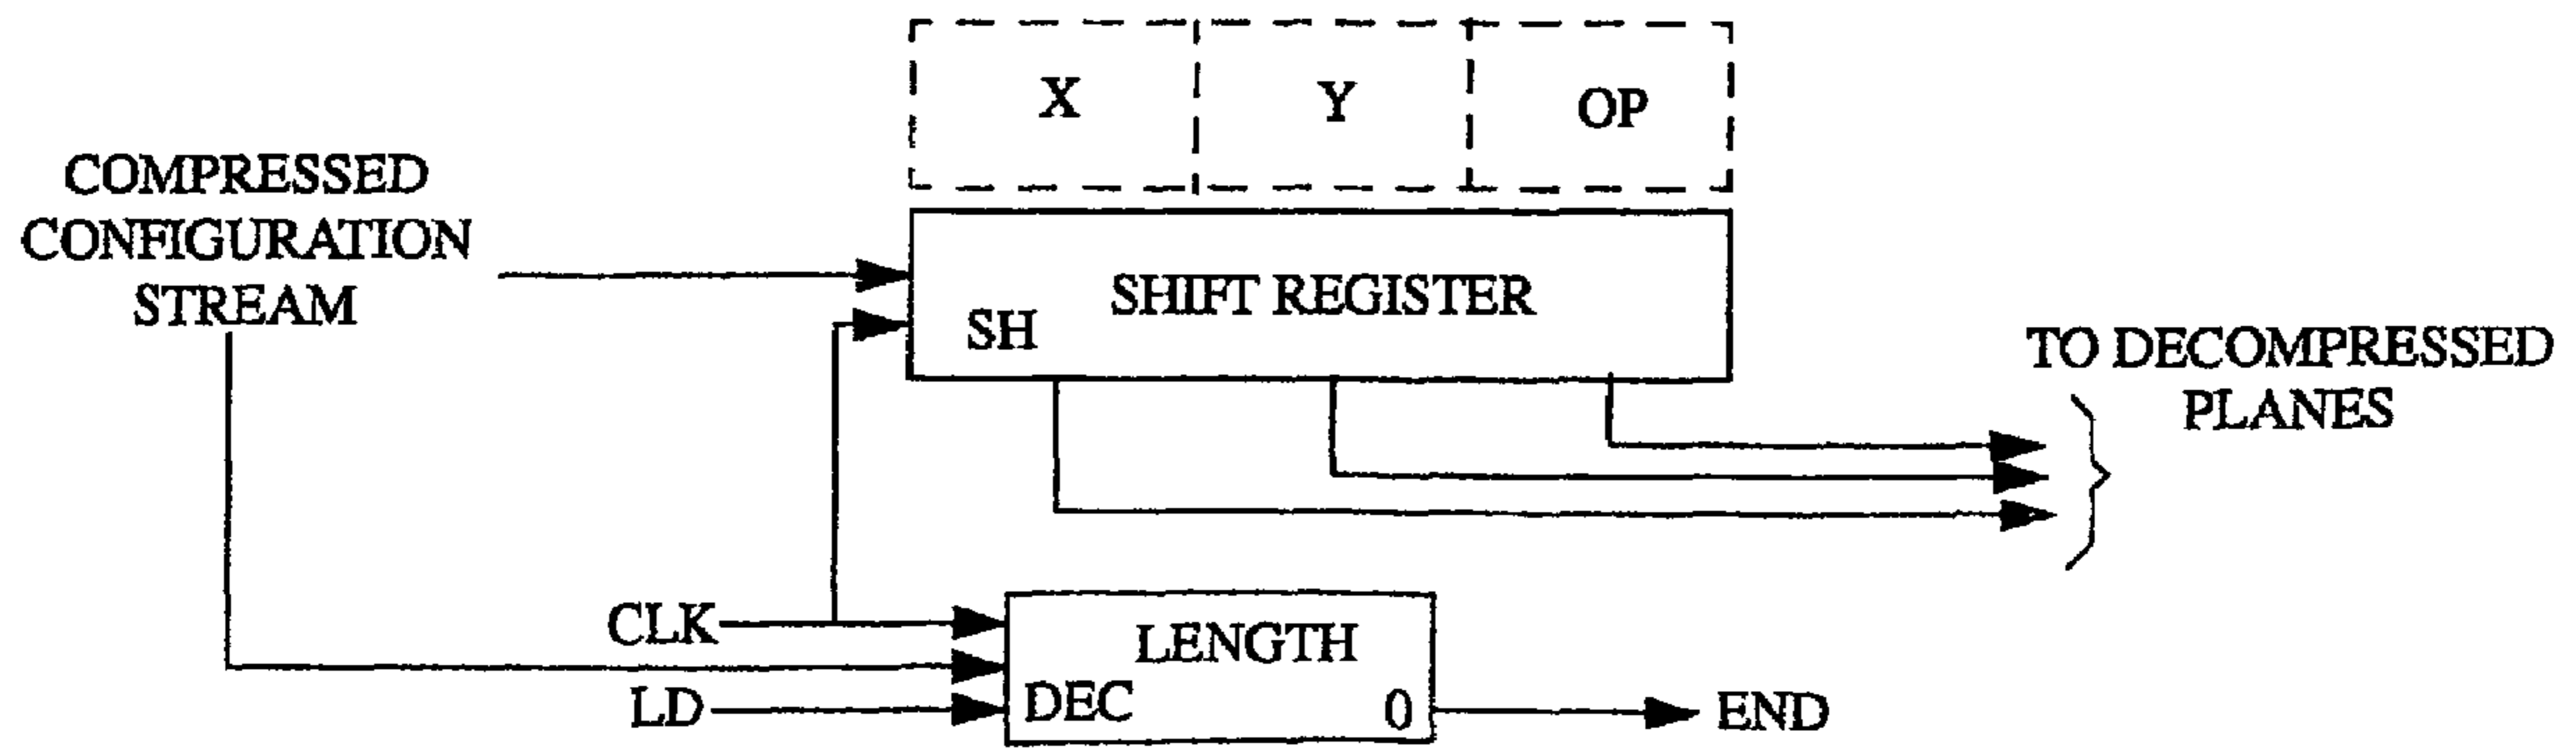 X
Y
OP
COMPRESSED
CONFIGURATION
STREAM
SHIFT REGISTER
SH
TO DECOMPRESSED
PLANES
CLK
LENGTH
LD
DEC
0
END